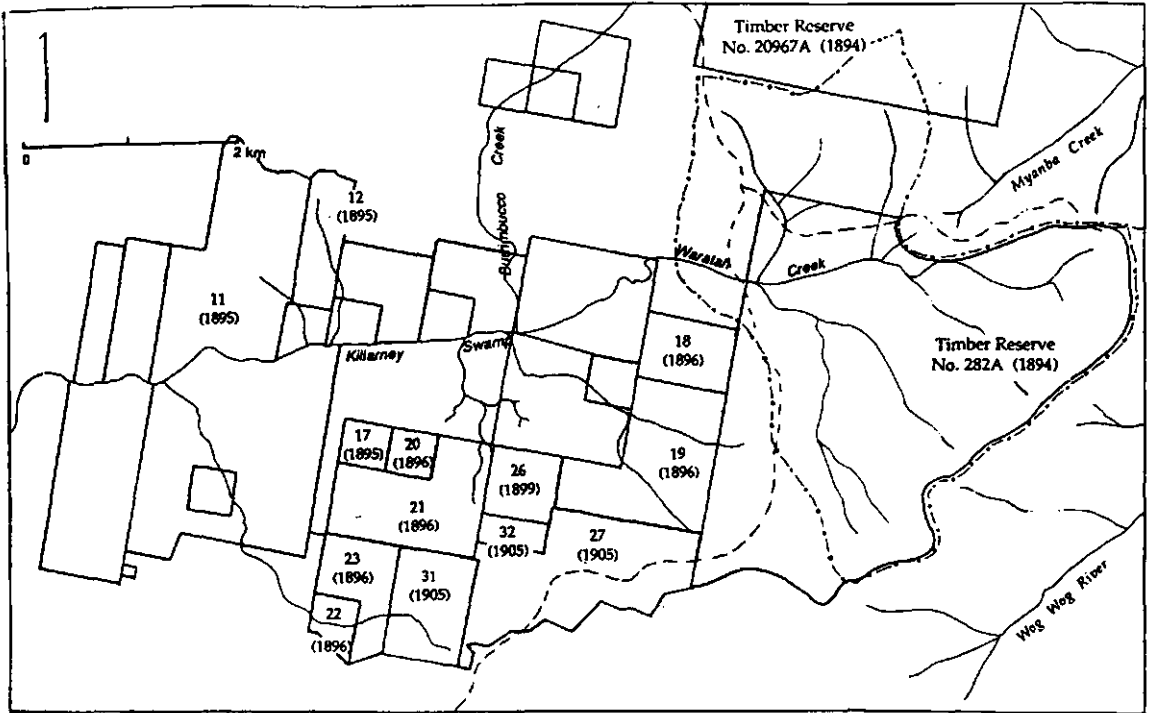 Timber Reserve
No. 20967A (1894)
0
2 km
Creek
Myanba Creek
12
(1895)
Waratah
Creek
11
(1895)
Killarney
Swamp
18
(1896)
Timber Reserve
No. 282A (1894)
17
(1895)
20
(1896)
19
(1896)
26
(1899)
21
(1896)
32
(1905)
27
(1905)
23
(1896)
31
(1905)
22
(1896)
Wog Wog River